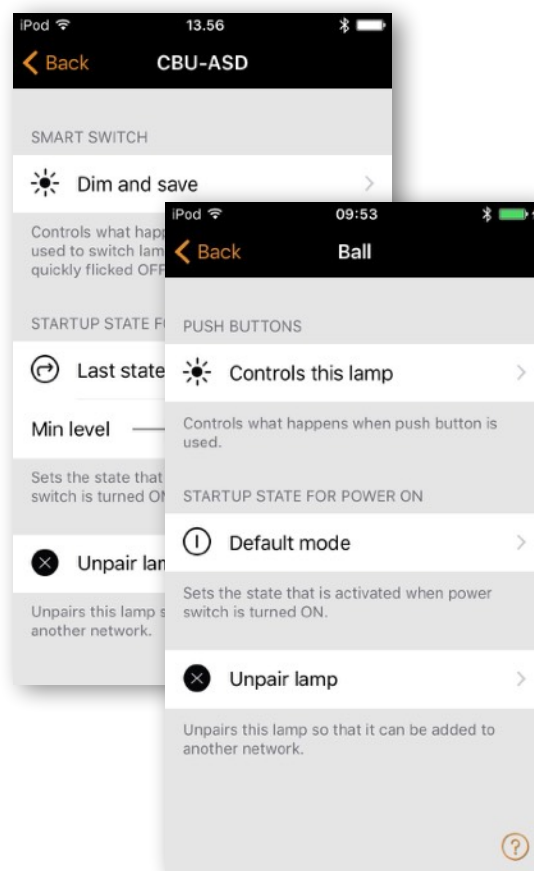 iPod 13.56
Back CBU-ASD
SMART SWITCH
Dim and save
Controls what
used to switch lam
quickly flicked OFF
STARTUP STATE
Last state
Min level
Sets the state that
switch is turned
Unpair
Unpairs this lamp
another network.
iPod 09:53
Back Ball
PUSH BUTTONS
Controls this lamp
Controls what happens when push button is
used.
STARTUP STATE FOR POWER ON
Default mode
Sets the state that is activated when power
switch is turned ON.
Unpair lamp
Unpairs this lamp so that it can be added to
another network.
?